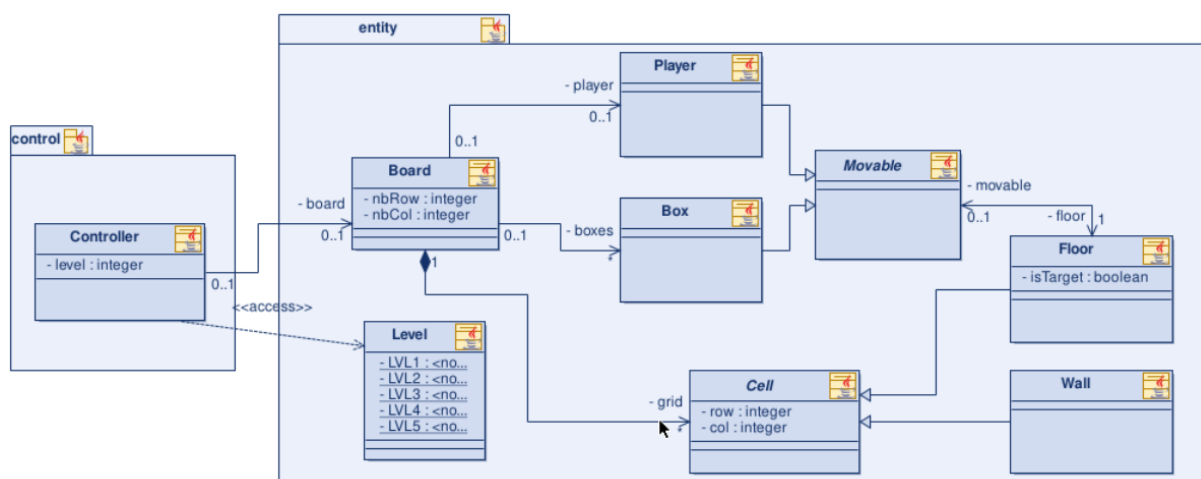 entity
control
Player
- player
0..1
0..1
Board
- nbRow : integer
- nbCol : integer
- board
0..1
0..1
Controller
- level : integer
0..1
<<access>>
Box
- boxes
*
Movable
- movable
0..1
- floor
1
Floor
- isTarget : boolean
1
Level
- LVL1 : <no...
- LVL2 : <no...
- LVL3 : <no...
- LVL4 : <no...
- LVL5 : <no...
- grid
*
Cell
- row : integer
- col : integer
Wall